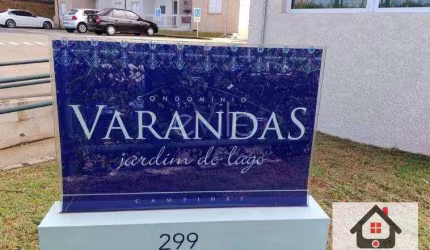 CONDOMÍNIO
VARANDAS
jardim do lago
CAMPINAS
299